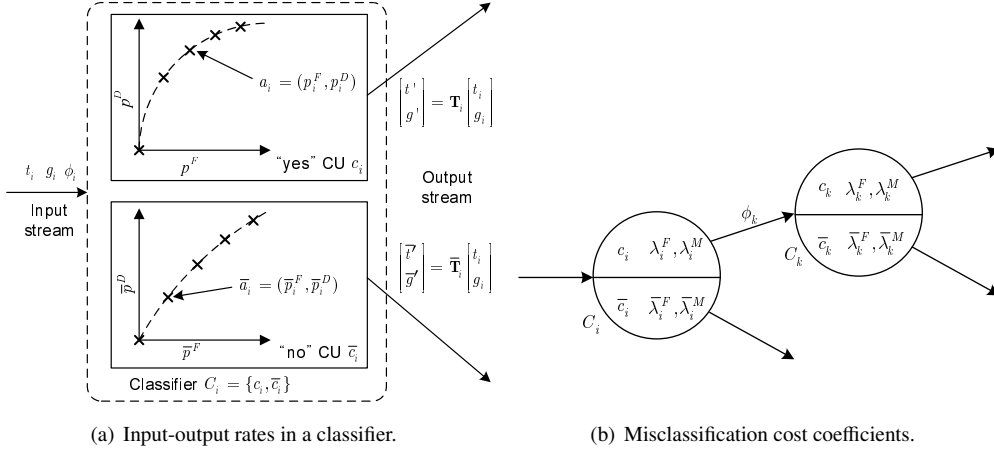 p^D
a_i = (p_i^F, p_i^D)
p^F
"yes" CU c_i
t_i g_i ϕ_i
Input
stream
p̅^D
a̅_i = (p̅_i^F, p̅_i^D)
p̅^F
"no" CU c̅_i
Classifier C_i = {c_i, c̅_i}
[t' g'] = T_i [t_i g_i]
Output
stream
[t̅' g̅'] = T̅_i [t_i g_i]
(a) Input-output rates in a classifier.
c_i λ_i^F, λ_i^M
c̅_i λ̅_i^F, λ̅_i^M
C_i
ϕ_k
c_k λ_k^F, λ_k^M
c̅_k λ̅_k^F, λ̅_k^M
C_k
(b) Misclassification cost coefficients.